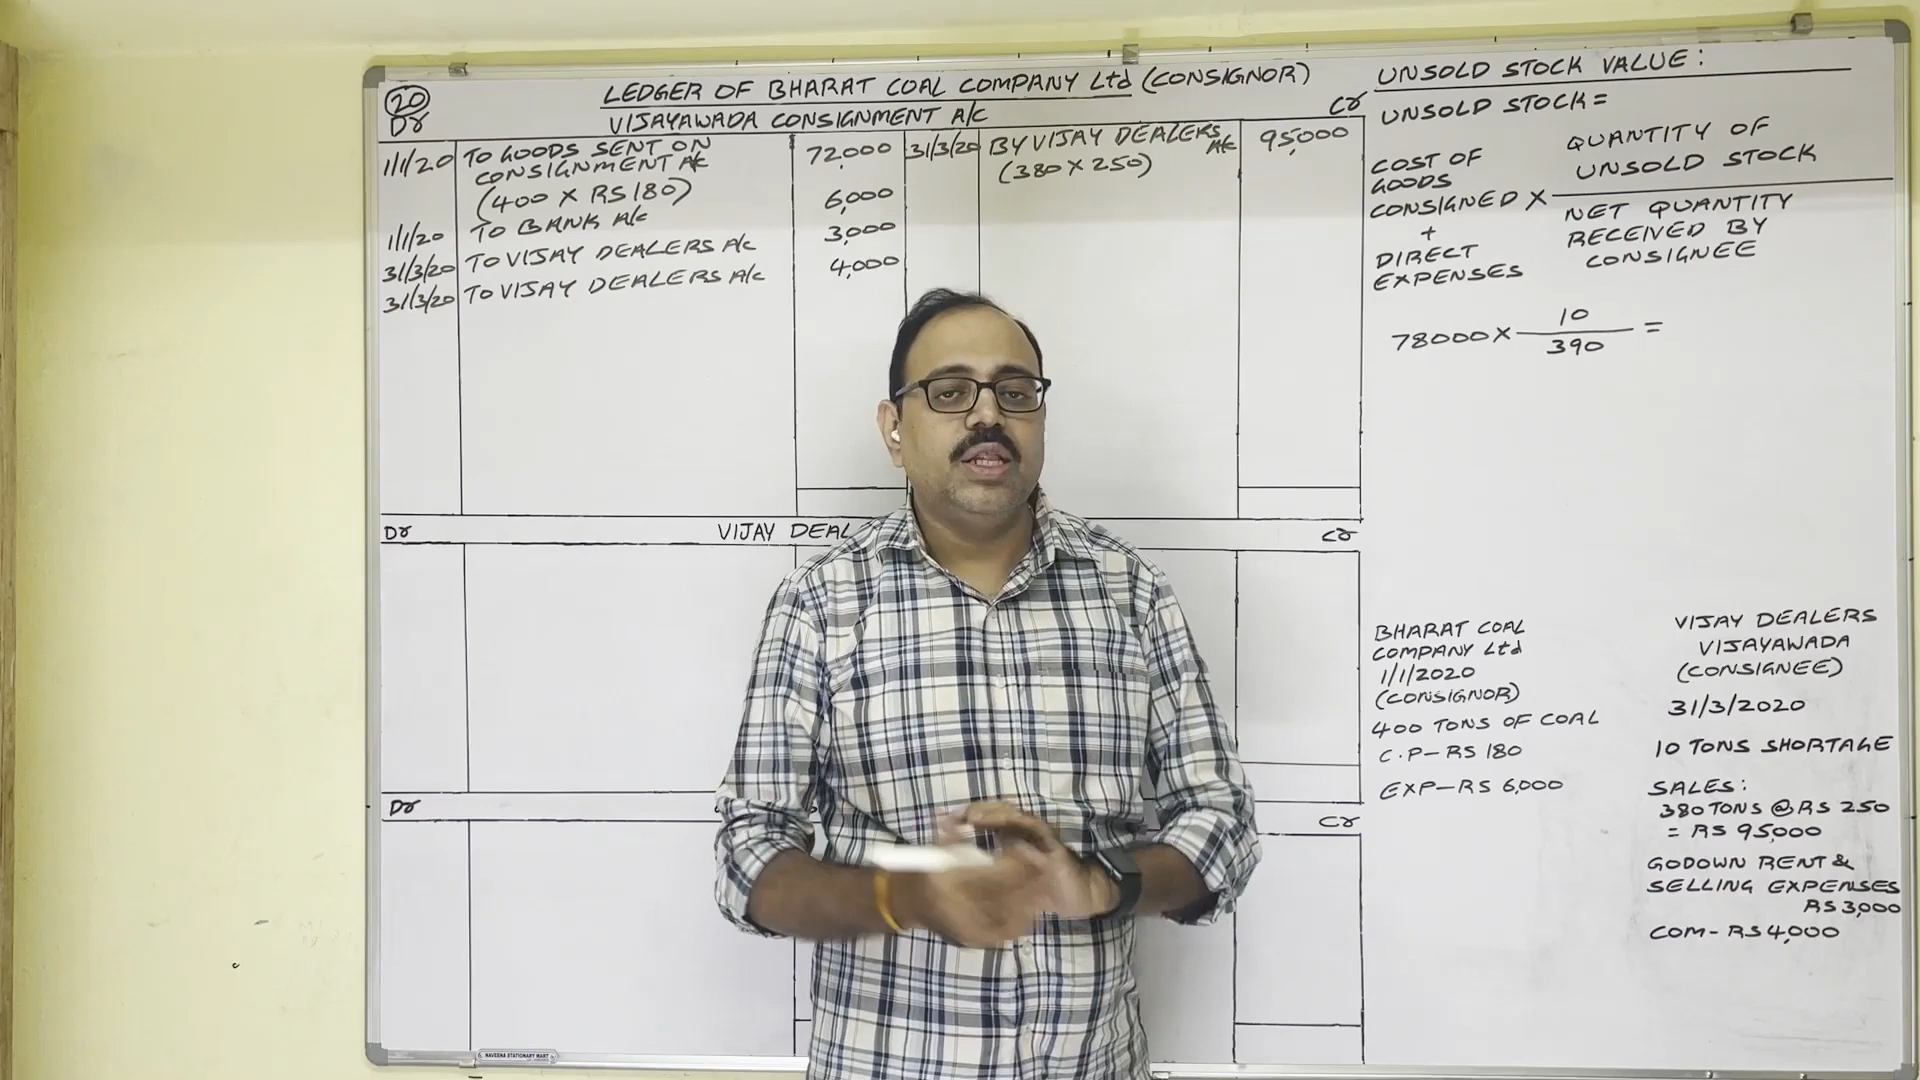 20
LEDGER OF BHARAT COAL COMPANY Ltd (CONSIGNOR)
Dr VIJAYAWADA CONSIGNMENT A/c Cr
1/1/20 TO GOODS SENT ON CONSIGNMENT A/c 72,000 31/3/20 BY VIJAY DEALERS A/c 95,000
(400 X RS 180) (380 X 250)
1/1/20 TO BANK A/c 6,000
31/3/20 TO VIJAY DEALERS A/c 3,000
31/3/20 TO VIJAY DEALERS A/c 4,000
Dr VIJAY DEAL Cr
Dr Cr
UNSOLD STOCK VALUE:
UNSOLD STOCK =
COST OF
GOODS
CONSIGNED X
+
DIRECT
EXPENSES
QUANTITY OF
UNSOLD STOCK
NET QUANTITY
RECEIVED BY
CONSIGNEE
78000 X 10
390 =
BHARAT COAL
COMPANY Ltd
1/1/2020
(CONSIGNOR)
400 TONS OF COAL
C.P - RS 180
EXP - RS 6,000
VIJAY DEALERS
VIJAYAWADA
(CONSIGNEE)
31/3/2020
10 TONS SHORTAGE
SALES:
380 TONS @ RS 250
= RS 95,000
GODOWN RENT &
SELLING EXPENSES
RS 3,000
COM - RS 4,000
NAVEENA STATIONARY MART